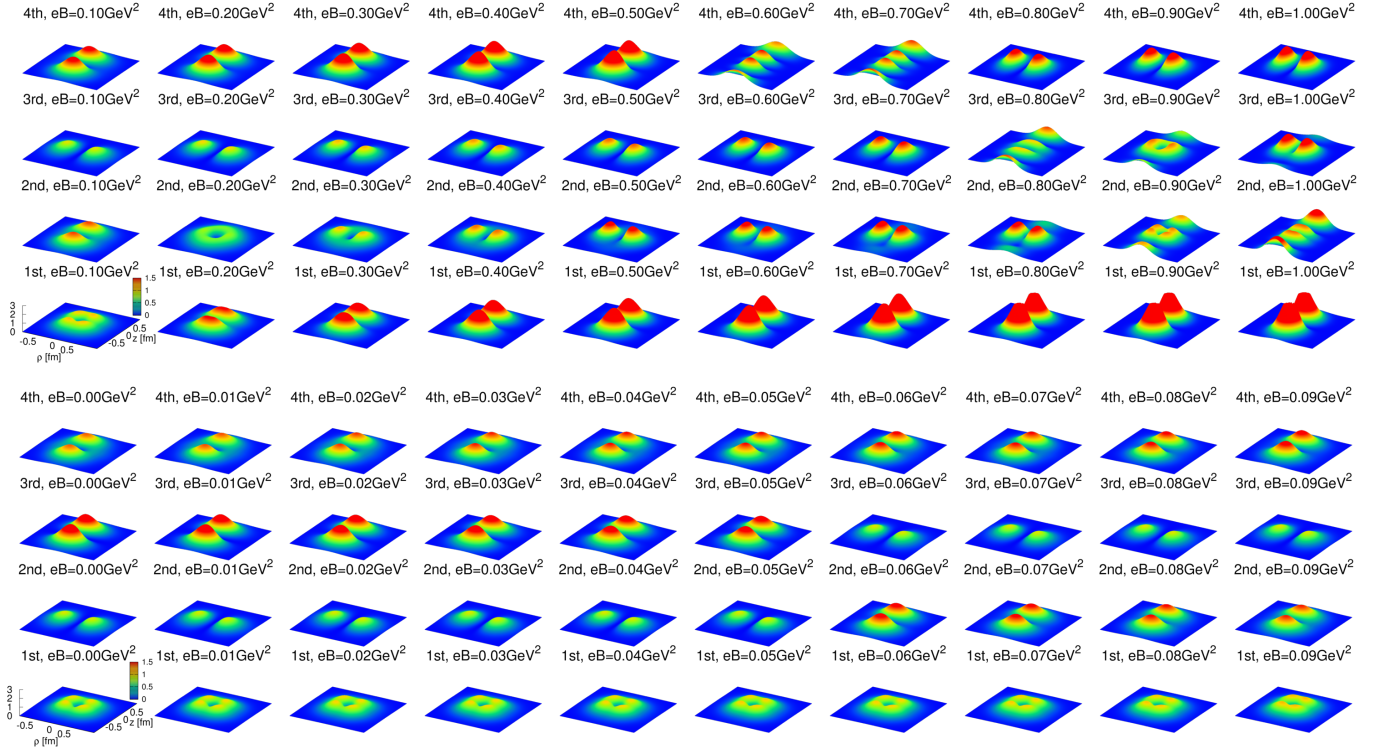 4th, eB=0.10GeV² 4th, eB=0.20GeV² 4th, eB=0.30GeV² 4th, eB=0.40GeV² 4th, eB=0.50GeV² 4th, eB=0.60GeV² 4th, eB=0.70GeV² 4th, eB=0.80GeV² 4th, eB=0.90GeV² 4th, eB=1.00GeV²
3rd, eB=0.10GeV² 3rd, eB=0.20GeV² 3rd, eB=0.30GeV² 3rd, eB=0.40GeV² 3rd, eB=0.50GeV² 3rd, eB=0.60GeV² 3rd, eB=0.70GeV² 3rd, eB=0.80GeV² 3rd, eB=0.90GeV² 3rd, eB=1.00GeV²
2nd, eB=0.10GeV² 2nd, eB=0.20GeV² 2nd, eB=0.30GeV² 2nd, eB=0.40GeV² 2nd, eB=0.50GeV² 2nd, eB=0.60GeV² 2nd, eB=0.70GeV² 2nd, eB=0.80GeV² 2nd, eB=0.90GeV² 2nd, eB=1.00GeV²
1st, eB=0.10GeV² 1st, eB=0.20GeV² 1st, eB=0.30GeV² 1st, eB=0.40GeV² 1st, eB=0.50GeV² 1st, eB=0.60GeV² 1st, eB=0.70GeV² 1st, eB=0.80GeV² 1st, eB=0.90GeV² 1st, eB=1.00GeV²
1.5
1
0.5
0
3
2
1
0
-0.5 0 0.5
ρ [fm]
-0.5 0 0.5
z [fm]
4th, eB=0.00GeV² 4th, eB=0.01GeV² 4th, eB=0.02GeV² 4th, eB=0.03GeV² 4th, eB=0.04GeV² 4th, eB=0.05GeV² 4th, eB=0.06GeV² 4th, eB=0.07GeV² 4th, eB=0.08GeV² 4th, eB=0.09GeV²
3rd, eB=0.00GeV² 3rd, eB=0.01GeV² 3rd, eB=0.02GeV² 3rd, eB=0.03GeV² 3rd, eB=0.04GeV² 3rd, eB=0.05GeV² 3rd, eB=0.06GeV² 3rd, eB=0.07GeV² 3rd, eB=0.08GeV² 3rd, eB=0.09GeV²
2nd, eB=0.00GeV² 2nd, eB=0.01GeV² 2nd, eB=0.02GeV² 2nd, eB=0.03GeV² 2nd, eB=0.04GeV² 2nd, eB=0.05GeV² 2nd, eB=0.06GeV² 2nd, eB=0.07GeV² 2nd, eB=0.08GeV² 2nd, eB=0.09GeV²
1st, eB=0.00GeV² 1st, eB=0.01GeV² 1st, eB=0.02GeV² 1st, eB=0.03GeV² 1st, eB=0.04GeV² 1st, eB=0.05GeV² 1st, eB=0.06GeV² 1st, eB=0.07GeV² 1st, eB=0.08GeV² 1st, eB=0.09GeV²
1.5
1
0.5
0
3
2
1
0
-0.5 0 0.5
ρ [fm]
-0.5 0 0.5
z [fm]